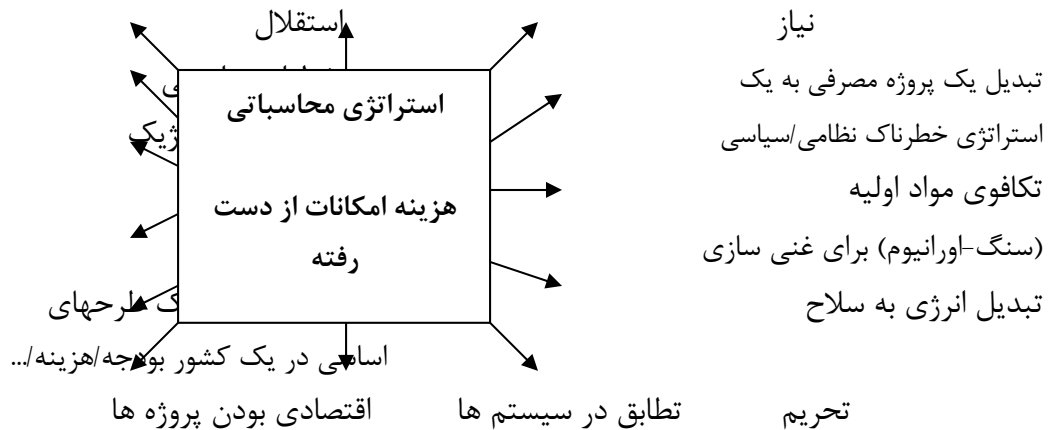 نیاز استقلال
تبدیل یک پروژه مصرفی به یک
استراتژی خطرناک نظامی/سیاسی
تکافوی مواد اولیه
(سنگ-اورانیوم) برای غنی سازی
تبدیل انرژی به سلاح طرحهای
اساسی در یک کشور بودجه/هزینه/...
تحریم تطابق در سیستم ها اقتصادی بودن پروژه ها
استراتژی محاسباتی
هزینه امکانات از دست
رفته